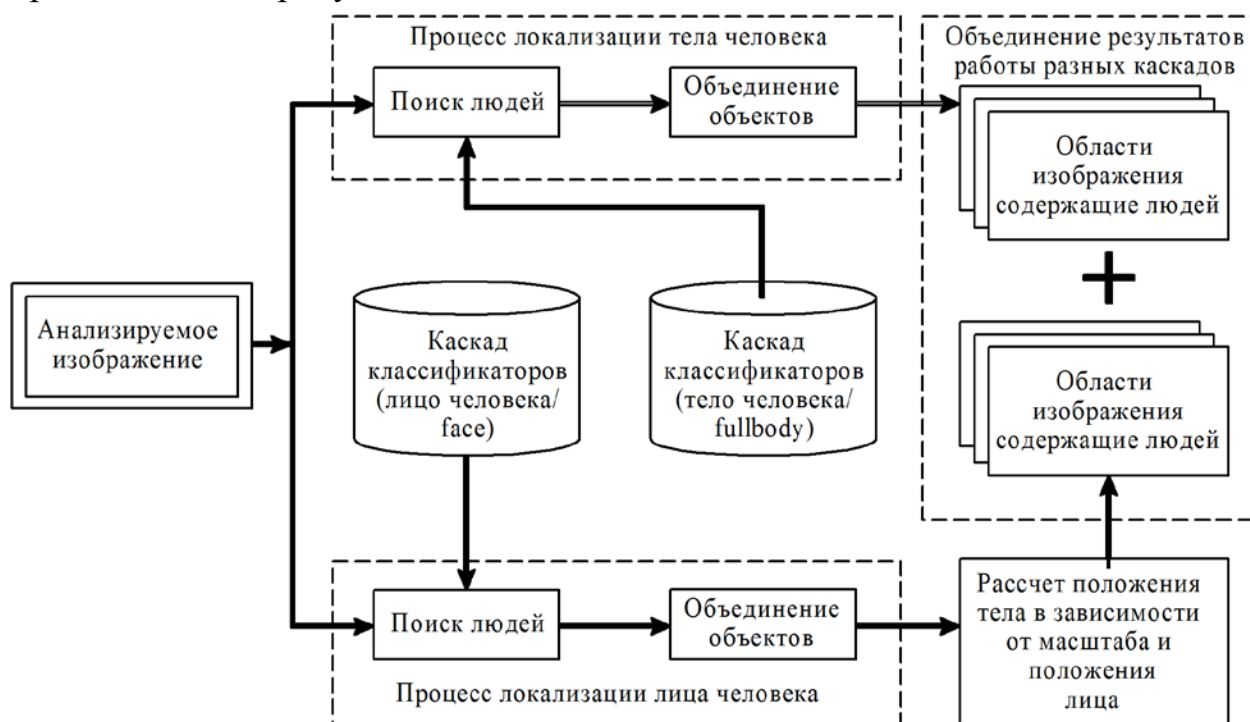 Процесс локализации тела человека
Поиск людей
Объединение
объектов
Объединение результатов
работы разных каскадов
Области
изображения
содержащие людей
Анализируемое
изображение
Каскад
классификаторов
(лицо человека/
face)
Каскад
классификаторов
(тело человека/
fullbody)
Области
изображения
содержащие людей
Поиск людей
Объединение
объектов
Процесс локализации лица человека
Рассчет положения
тела в зависимости
от масштаба и
положения
лица